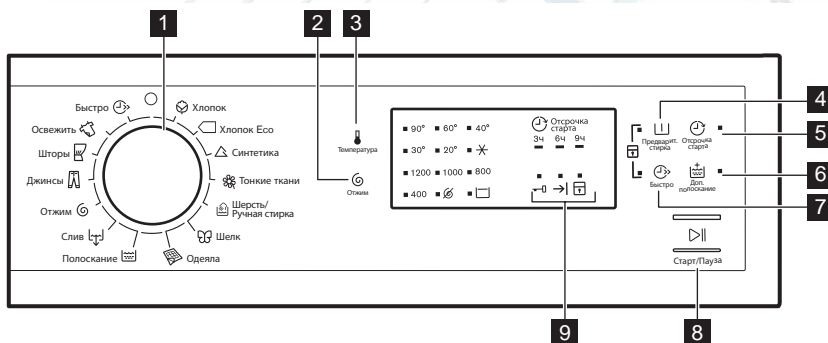 1
2
3
4
5
6
7
8
9
Быстро
Освежить
Шторы
Джинсы
Отжим
Слив
Полоскание
Хлопок
Хлопок Eco
Синтетика
Тонкие ткани
Шерсть/
Ручная стирка
Шелк
Одеяла
Температура
Отжим
90° 60° 40°
30° 20°
1200 1000 800
400
Отсрочка
старта
3ч 6ч 9ч
Предварит.
стирка
Отсрочка
старта
Быстро
Доп.
полоскание
Старт/Пауза